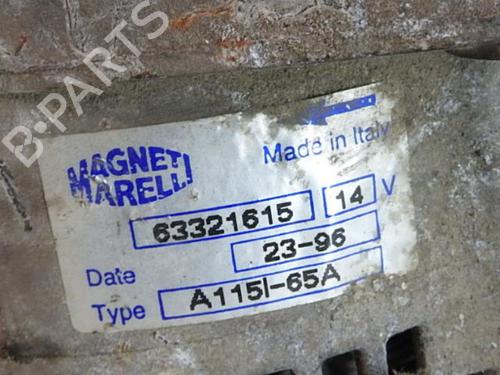 B-PARTS
Made in Italy
MAGNETI
MARELLI
63321615 14 V
Date 23-96
Type A115I-65A